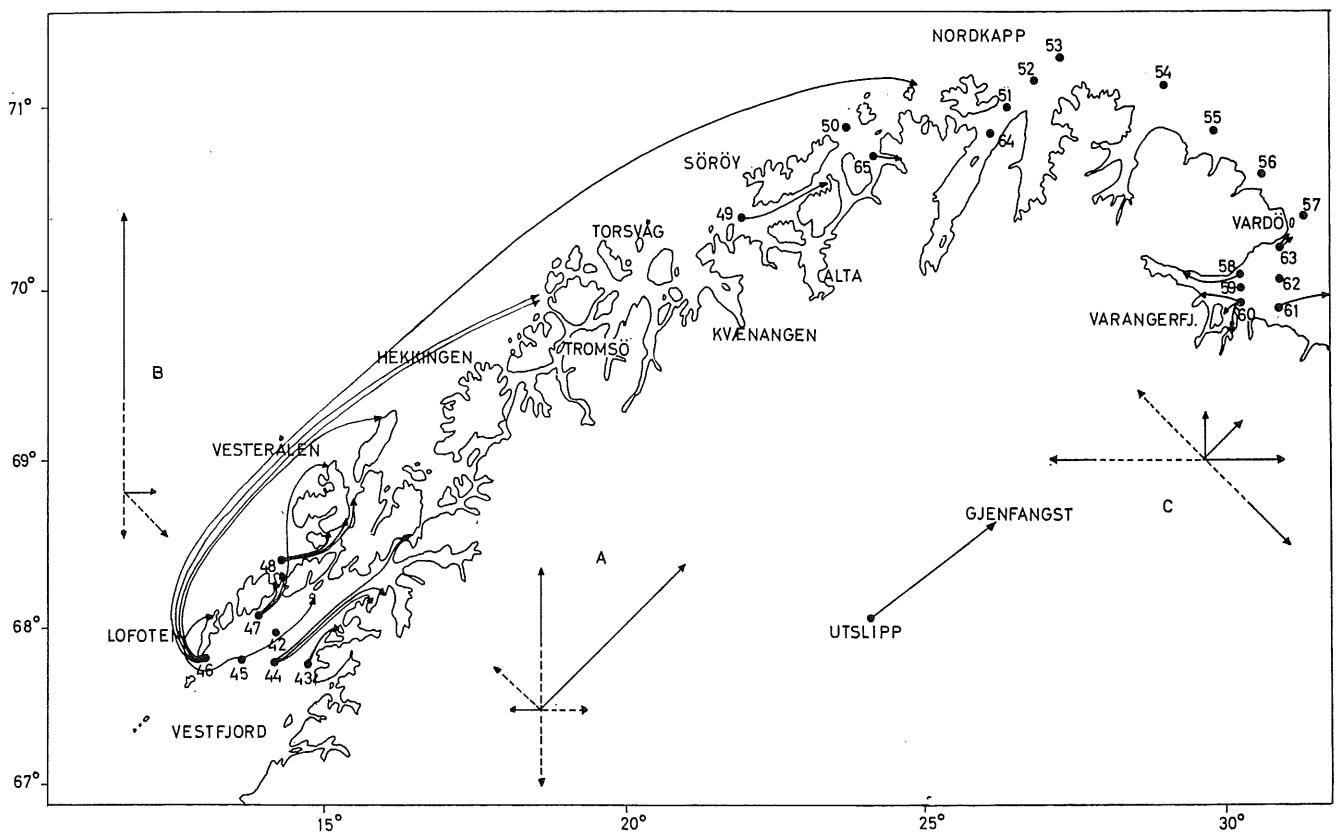 NORDKAPP
53
52
54
71°
51
50
55
64
SÖRÖY
65
56
49
57
TORSVÅG
VARDÖ
63
ALTA
58
70°
59
62
60
61
VARANGERFJ.
KVÆNANGEN
TROMSÖ
HEKKINGEN
B
VESTERÅLEN
69°
C
GJENFANGST
48
A
68°
47
UTSLIPP
LOFOTEN
42
46
45
44
43
VESTFJORD
67°
15°
20°
25°
30°